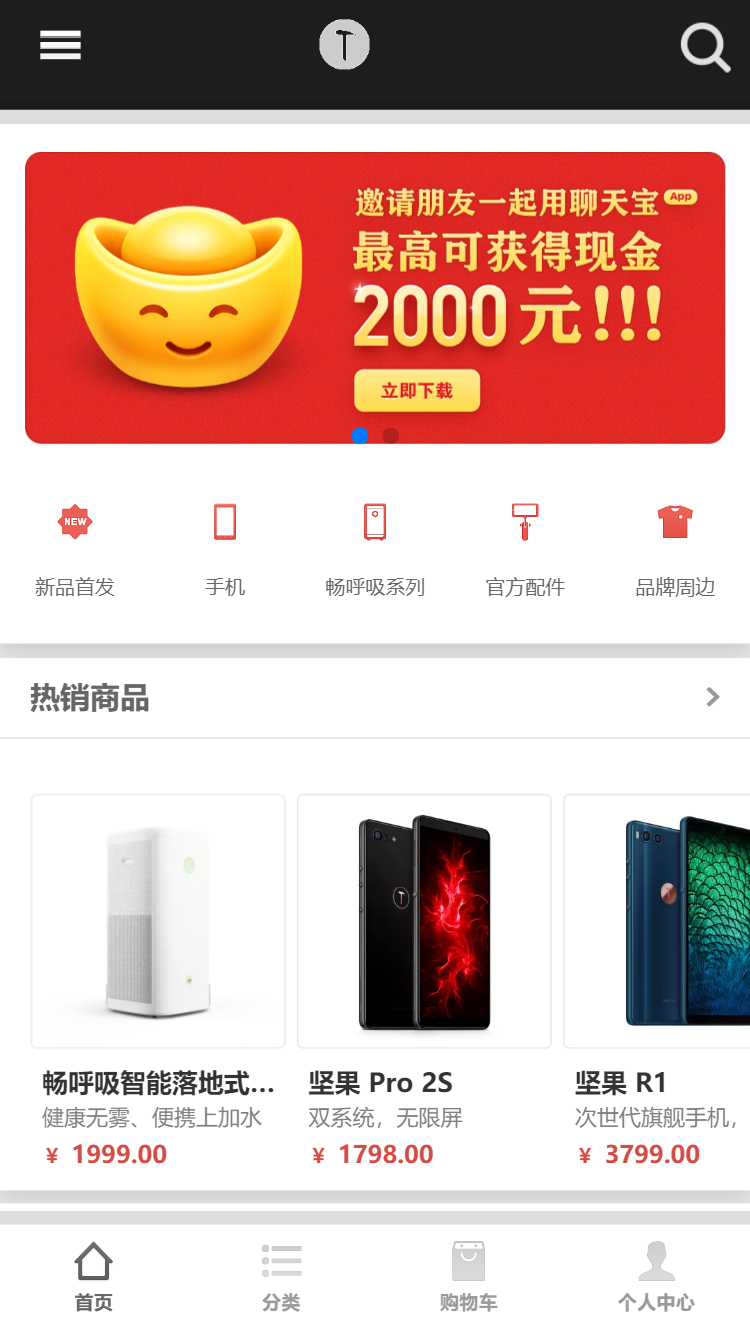 邀请朋友一起用聊天宝 App
最高可获得现金
2000元!!!
立即下载
NEW
新品首发 手机 畅呼吸系列 官方配件 品牌周边
热销商品
畅呼吸智能落地式... 坚果 Pro 2S 坚果 R1
健康无雾、便携上加水 双系统，无限屏 次世代旗舰手机，
¥ 1999.00 ¥ 1798.00 ¥ 3799.00
首页 分类 购物车 个人中心